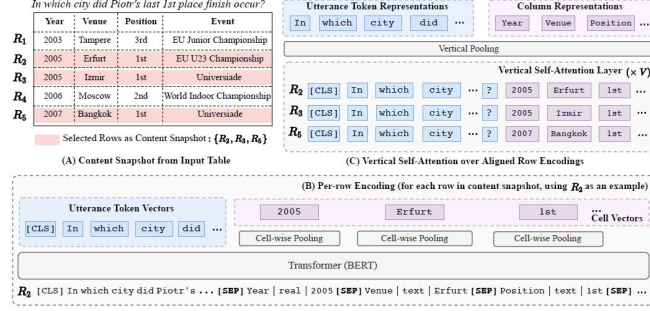 In which city did Piotr's last 1st place finish occur?
Year Venue Position Event
R1 2003 Tampere 3rd EU Junior Championship
R2 2005 Erfurt 1st EU U23 Championship
R3 2005 Izmir 1st Universiade
R4 2006 Moscow 2nd World Indoor Championship
R5 2007 Bangkok 1st Universiade
Selected Rows as Content Snapshot : {R2, R3, R5}
(A) Content Snapshot from Input Table
Utterance Token Representations
In which city did ...
Column Representations
Year Venue Position ...
Vertical Pooling
Vertical Self-Attention Layer (× V)
R2 [CLS] In which city ... ? 2005 Erfurt 1st ...
R3 [CLS] In which city ... ? 2005 Izmir 1st ...
R5 [CLS] In which city ... ? 2007 Bangkok 1st ...
(C) Vertical Self-Attention over Aligned Row Encodings
(B) Per-row Encoding (for each row in content snapshot, using R2 as an example)
Utterance Token Vectors
[CLS] In which city did ...
2005 Erfurt 1st ...
Cell Vectors
Cell-wise Pooling Cell-wise Pooling Cell-wise Pooling
Transformer (BERT)
R2 [CLS] In which city did Piotr's ... [SEP] Year | real | 2005 [SEP] Venue | text | Erfurt [SEP] Position | text | 1st [SEP] ...